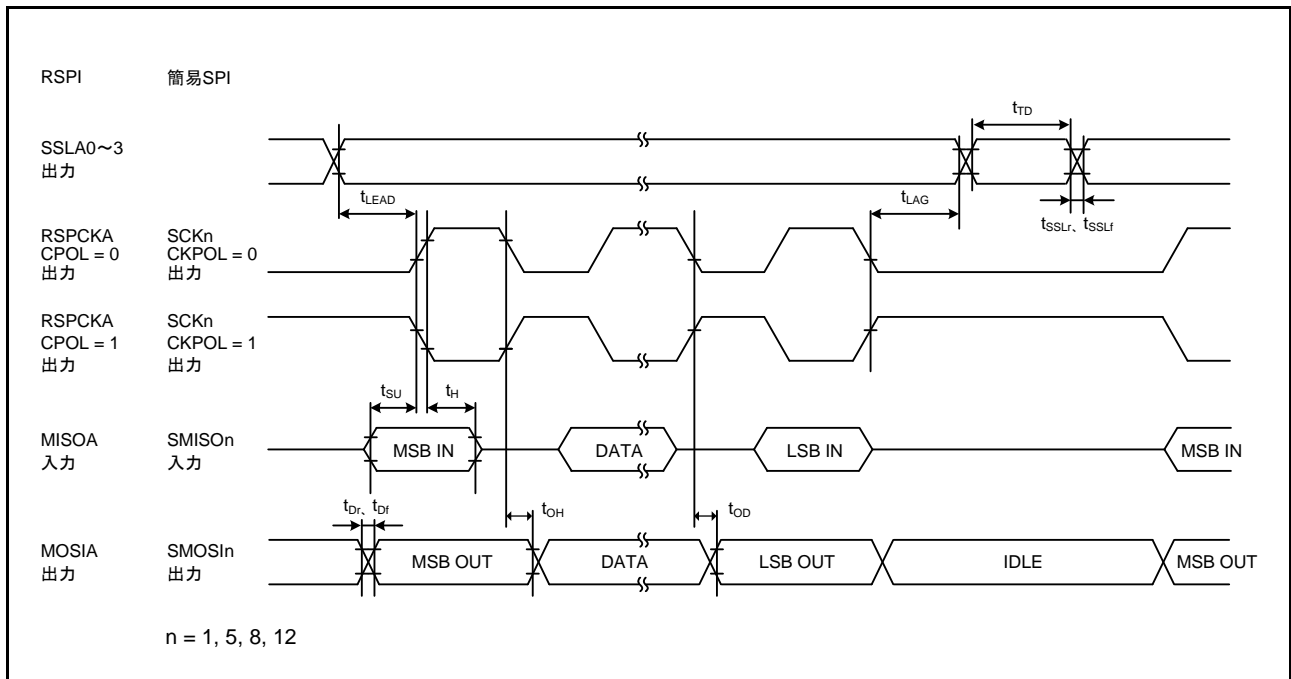 RSPI 簡易SPI
tTD
SSLA0～3
出力
tLEAD
tLAG
tSSLr、tSSLf
RSPCKA SCKn
CPOL = 0 CKPOL = 0
出力 出力
RSPCKA SCKn
CPOL = 1 CKPOL = 1
出力 出力
tSU tH
MISOA SMISOn
入力 入力
MSB IN DATA LSB IN MSB IN
tDr、tDf tOH tOD
MOSIA SMOSIn
出力 出力
MSB OUT DATA LSB OUT IDLE MSB OUT
n = 1, 5, 8, 12